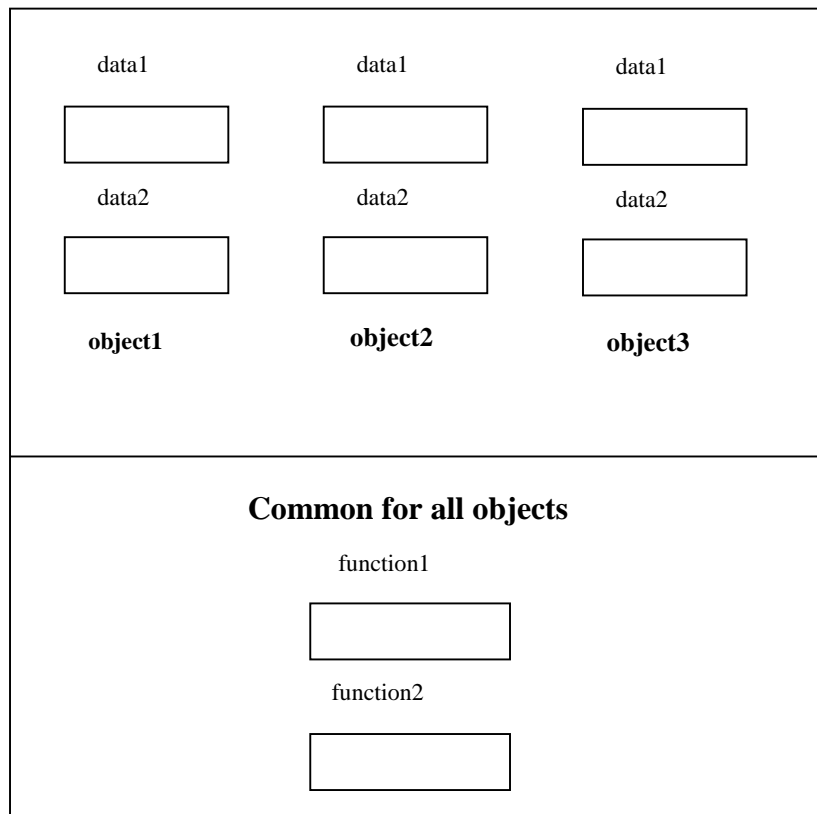 data1 data1 data1
data2 data2 data2
object1 object2 object3
Common for all objects
function1
function2